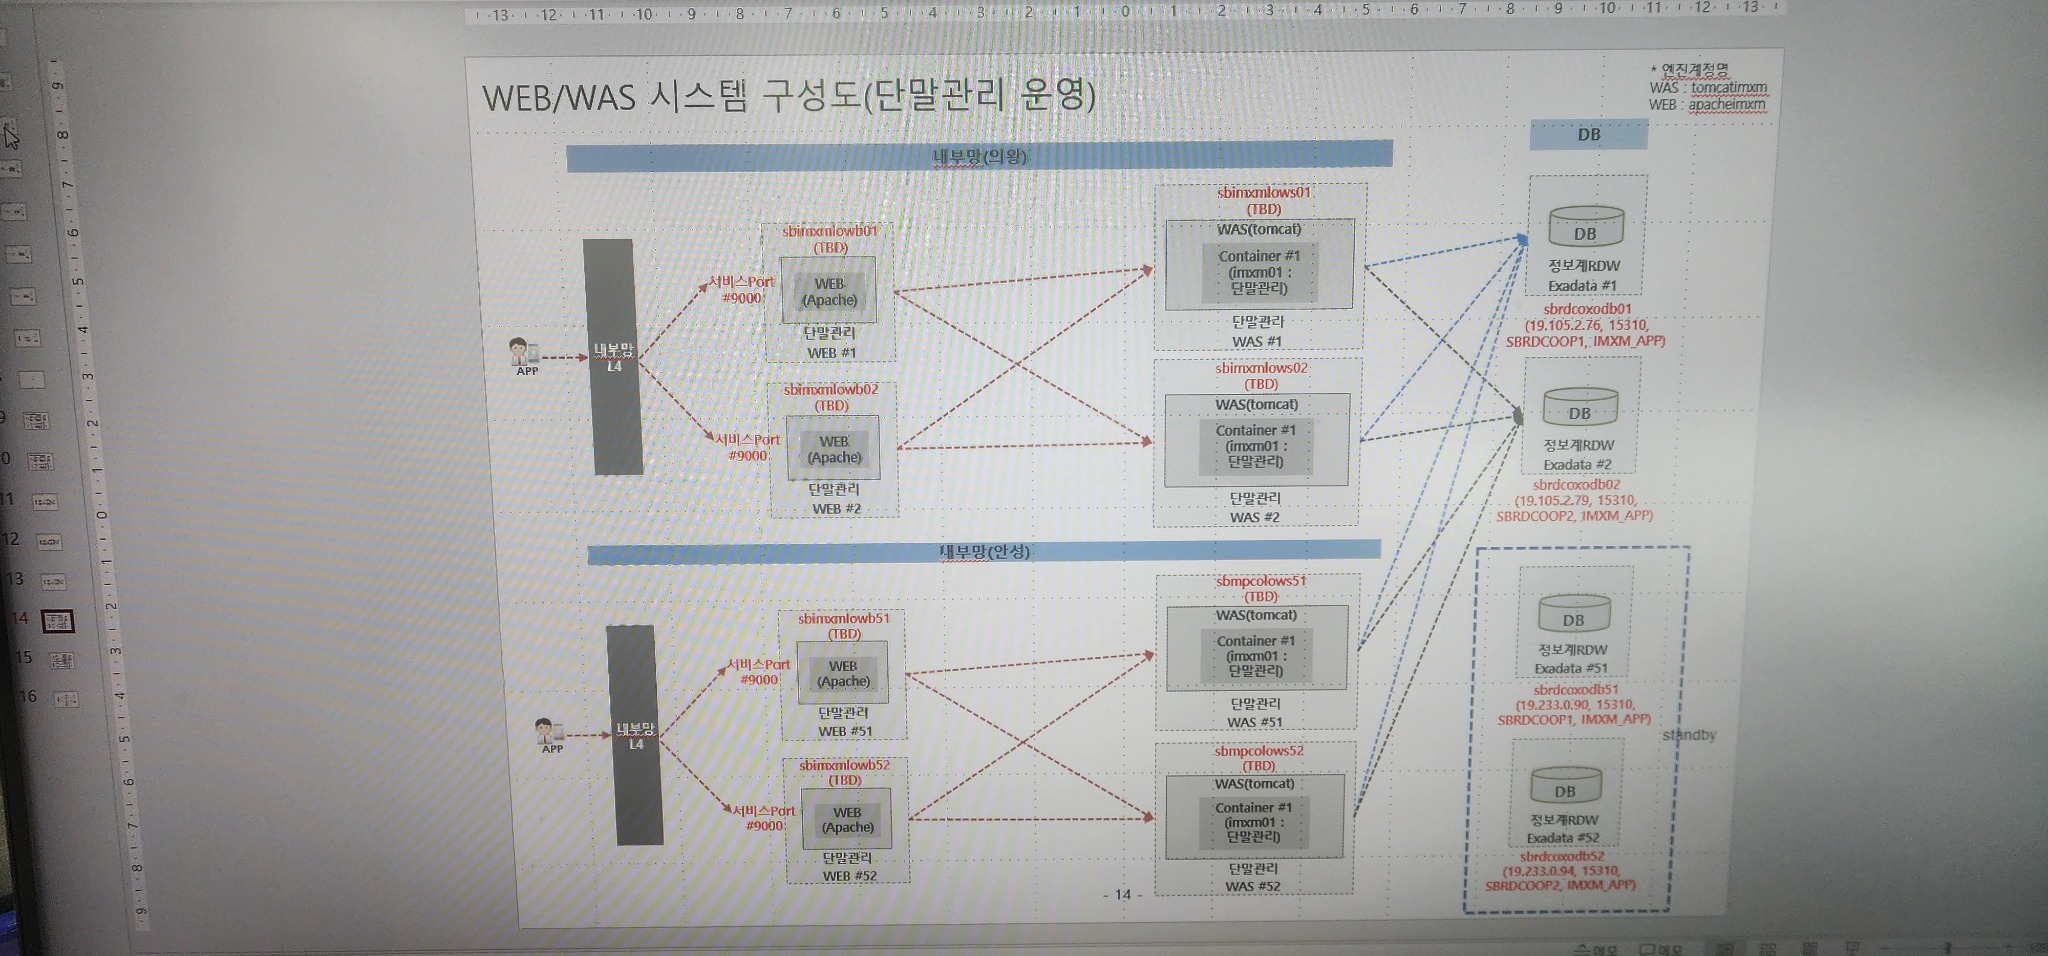 WEB/WAS 시스템 구성도(단말관리 운영)
* 엔진계정명
WAS : tomcatimxm
WEB : apacheimxm
DB
내부망(의왕)
APP
내부망
L4
서비스Port
#9000
서비스Port
#9000
sbimxmlowb01
(TBD)
WEB
(Apache)
단말관리
WEB #1
sbimxmlowb02
(TBD)
WEB
(Apache)
단말관리
WEB #2
sbimxmlows01
(TBD)
WAS(tomcat)
Container #1
(imxm01 :
단말관리)
단말관리
WAS #1
sbimxmlows02
(TBD)
WAS(tomcat)
Container #1
(imxm01 :
단말관리)
단말관리
WAS #2
DB
정보계RDW
Exadata #1
sbrdcoxodb01
(19.105.2.76, 15310,
SBRDCOOP1, IMXM_APP)
DB
정보계RDW
Exadata #2
sbrdcoxodb02
(19.105.2.79, 15310,
SBRDCOOP2, IMXM_APP)
내부망(안성)
APP
내부망
L4
서비스Port
#9000
서비스Port
#9000
sbimxmlowb51
(TBD)
WEB
(Apache)
단말관리
WEB #51
sbimxmlowb52
(TBD)
WEB
(Apache)
단말관리
WEB #52
sbmpcolows51
(TBD)
WAS(tomcat)
Container #1
(imxm01 :
단말관리)
단말관리
WAS #51
sbmpcolows52
(TBD)
WAS(tomcat)
Container #1
(imxm01 :
단말관리)
단말관리
WAS #52
DB
정보계RDW
Exadata #51
sbrdcoxodb51
(19.233.0.90, 15310,
SBRDCOOP1, IMXM_APP)
standby
DB
정보계RDW
Exadata #52
sbrdcoxodb52
(19.233.0.94, 15310,
SBRDCOOP2, IMXM_APP)
- 14 -
11
12
13
14
15
16